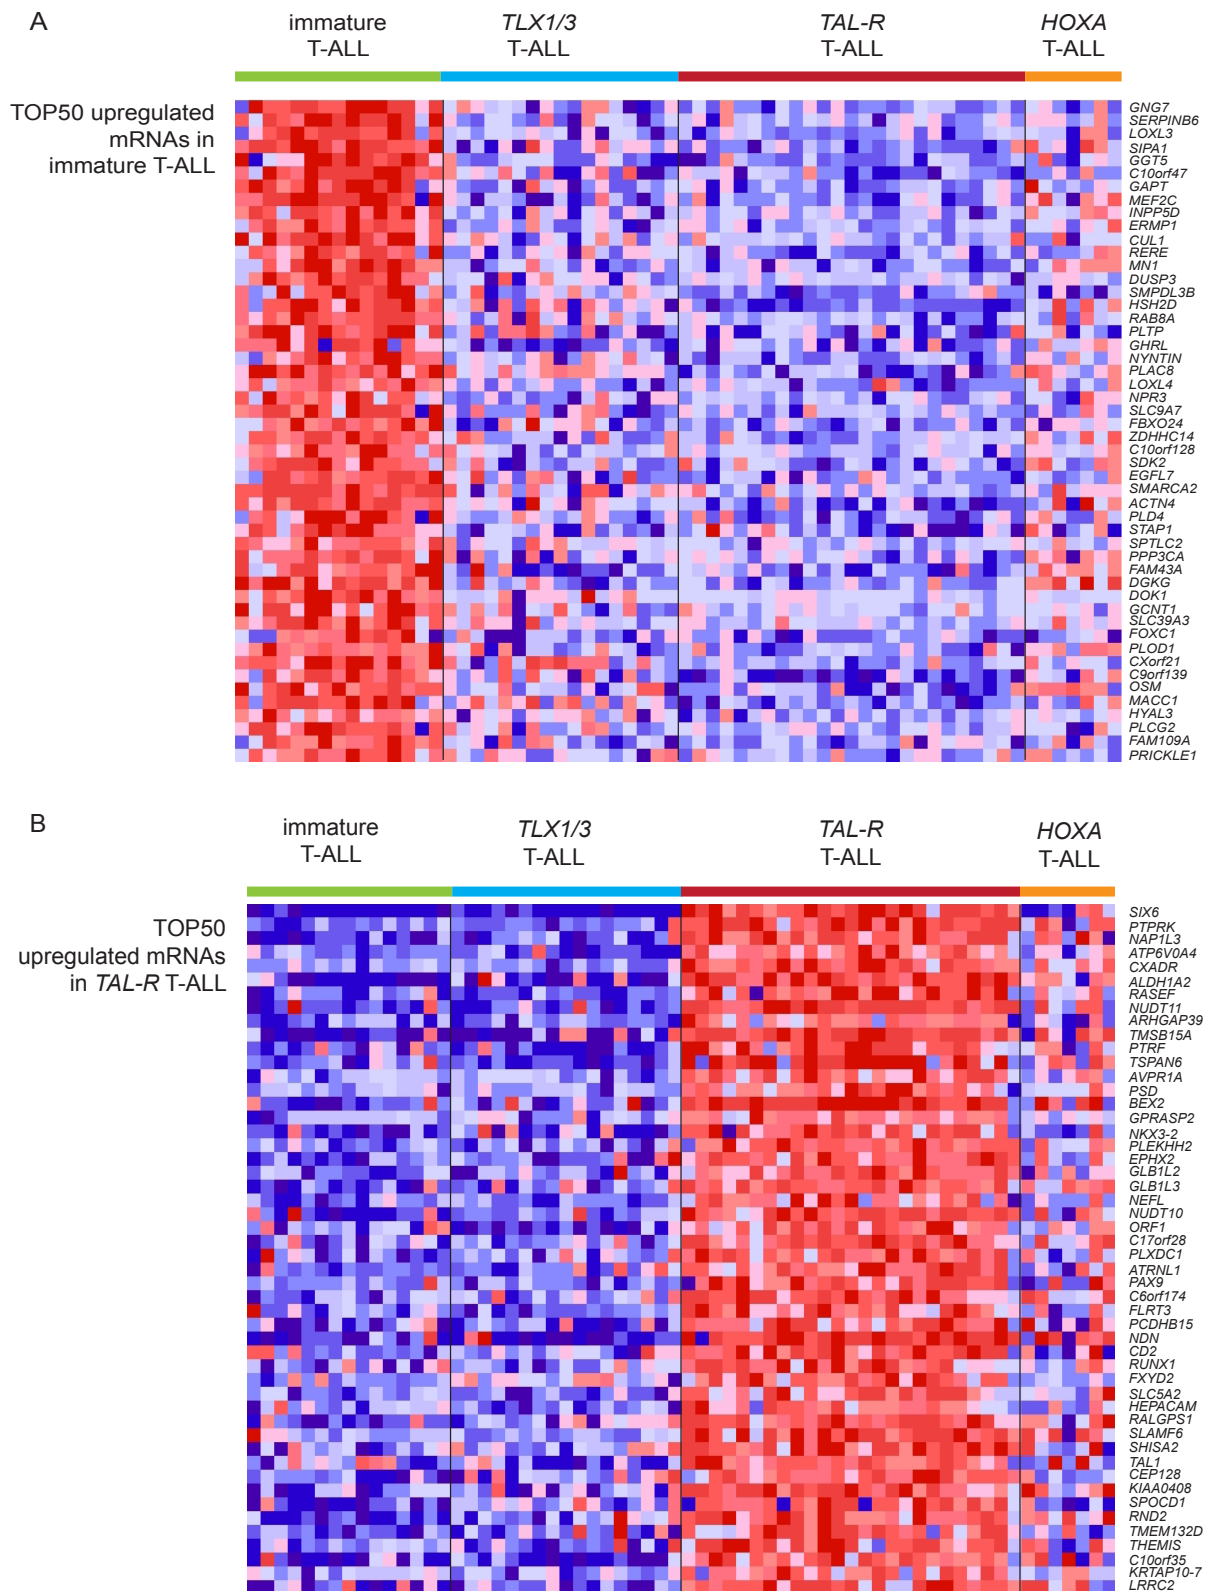 A
immature
T-ALL
TLX1/3
T-ALL
TAL-R
T-ALL
HOXA
T-ALL
TOP50 upregulated
mRNAs in
immature T-ALL
GNG7
SERPINB6
LOXL3
SIPA1
GGT5
C10orf47
GAPT
MEF2C
INPP5D
ERMP1
CUL1
RERE
MN1
DUSP3
SMPDL3B
HSH2D
RAB8A
PLTP
GHRL
NYNTIN
PLAC8
LOXL4
NPR3
SLC9A7
FBXO24
ZDHHC14
C10orf128
SDK2
EGFL7
SMARCA2
ACTN4
PLD4
STAP1
SPTLC2
PPP3CA
FAM43A
DGKG
DOK1
GCNT1
SLC39A3
FOXC1
PLOD1
CXorf21
C9orf139
OSM
MACC1
HYAL3
PLCG2
FAM109A
PRICKLE1
B
immature
T-ALL
TLX1/3
T-ALL
TAL-R
T-ALL
HOXA
T-ALL
TOP50
upregulated mRNAs
in TAL-R T-ALL
SIX6
PTPRK
NAP1L3
ATP6V0A4
CXADR
ALDH1A2
RASEF
NUDT11
ARHGAP39
TMSB15A
PTRF
TSPAN6
AVPR1A
PSD
BEX2
GPRASP2
NKX3-2
PLEKHH2
EPHX2
GLB1L2
GLB1L3
NEFL
NUDT10
ORF1
C17orf28
PLXDC1
ATRNL1
PAX9
C6orf174
FLRT3
PCDHB15
NDN
CD2
RUNX1
FXYD2
SLC5A2
HEPACAM
RALGPS1
SLAMF6
SHISA2
TAL1
CEP128
KIAA0408
SPOCD1
RND2
TMEM132D
THEMIS
C10orf35
KRTAP10-7
LRRC2